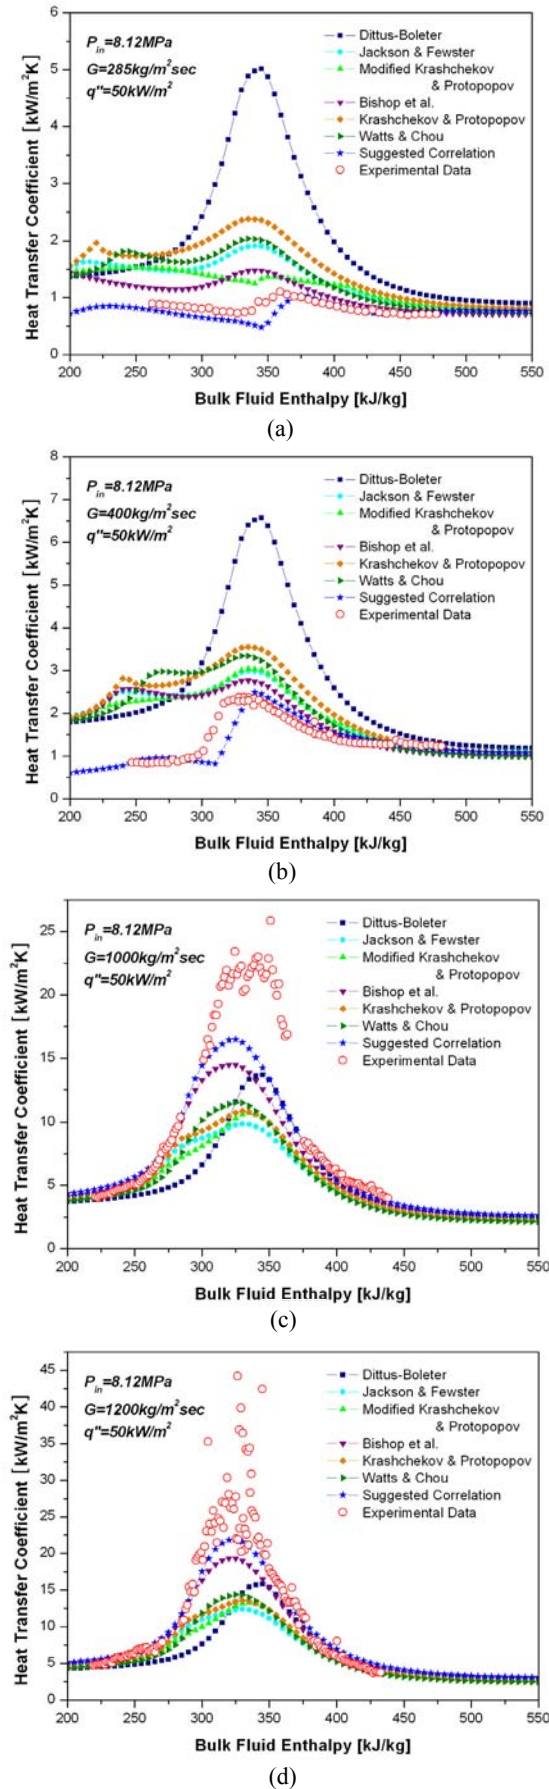 P_in=8.12MPa
G=285kg/m²sec
q"=50kW/m²
Dittus-Boleter
Jackson & Fewster
Modified Krashchekov
& Protopopov
Bishop et al.
Krashchekov & Protopopov
Watts & Chou
Suggested Correlation
Experimental Data
Heat Transfer Coefficient [kW/m²K]
6
5
4
3
2
1
0
200 250 300 350 400 450 500 550
Bulk Fluid Enthalpy [kJ/kg]
(a)
P_in=8.12MPa
G=400kg/m²sec
q"=50kW/m²
Dittus-Boleter
Jackson & Fewster
Modified Krashchekov
& Protopopov
Bishop et al.
Krashchekov & Protopopov
Watts & Chou
Suggested Correlation
Experimental Data
Heat Transfer Coefficient [kW/m²K]
8
7
6
5
4
3
2
1
0
200 250 300 350 400 450 500 550
Bulk Fluid Enthalpy [kJ/kg]
(b)
P_in=8.12MPa
G=1000kg/m²sec
q"=50kW/m²
Dittus-Boleter
Jackson & Fewster
Modified Krashchekov
& Protopopov
Bishop et al.
Krashchekov & Protopopov
Watts & Chou
Suggested Correlation
Experimental Data
Heat Transfer Coefficient [kW/m²K]
25
20
15
10
5
0
200 250 300 350 400 450 500 550
Bulk Fluid Enthalpy [kJ/kg]
(c)
P_in=8.12MPa
G=1200kg/m²sec
q"=50kW/m²
Dittus-Boleter
Jackson & Fewster
Modified Krashchekov
& Protopopov
Bishop et al.
Krashchekov & Protopopov
Watts & Chou
Suggested Correlation
Experimental Data
Heat Transfer Coefficient [kW/m²K]
45
40
35
30
25
20
15
10
5
0
200 250 300 350 400 450 500 550
Bulk Fluid Enthalpy [kJ/kg]
(d)